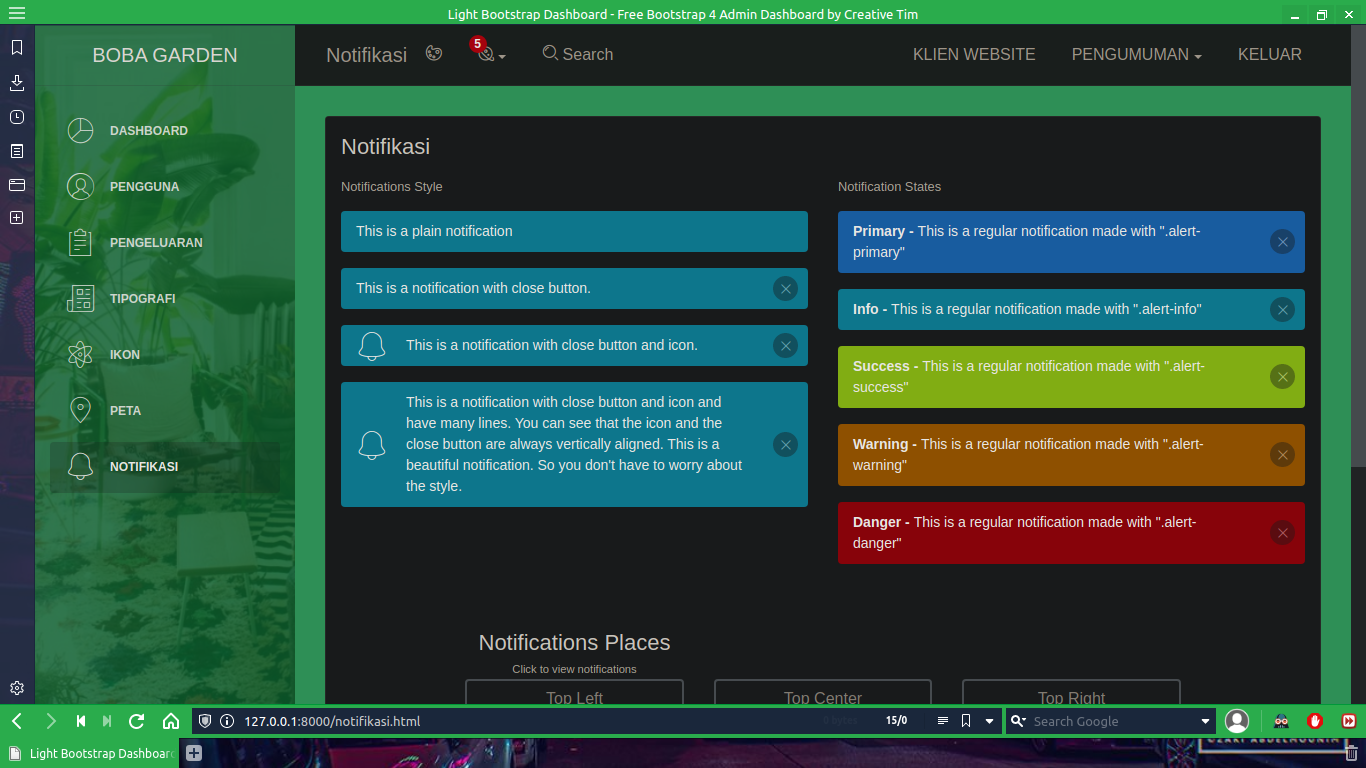 Light Bootstrap Dashboard - Free Bootstrap 4 Admin Dashboard by Creative Tim
BOBA GARDEN
Notifikasi
5
Search
KLIEN WEBSITE
PENGUMUMAN
KELUAR
DASHBOARD
PENGGUNA
PENGELUARAN
TIPOGRAFI
IKON
PETA
NOTIFIKASI
Notifikasi
Notifications Style
This is a plain notification
This is a notification with close button.
This is a notification with close button and icon.
This is a notification with close button and icon and
have many lines. You can see that the icon and the
close button are always vertically aligned. This is a
beautiful notification. So you don't have to worry about
the style.
Notification States
Primary - This is a regular notification made with ".alert-
primary"
Info - This is a regular notification made with ".alert-info"
Success - This is a regular notification made with ".alert-
success"
Warning - This is a regular notification made with ".alert-
warning"
Danger - This is a regular notification made with ".alert-
danger"
Notifications Places
Click to view notifications
Top Left
Top Center
Top Right
127.0.0.1:8000/notifikasi.html
0 bytes
15/0
Search Google
Light Bootstrap Dashboar